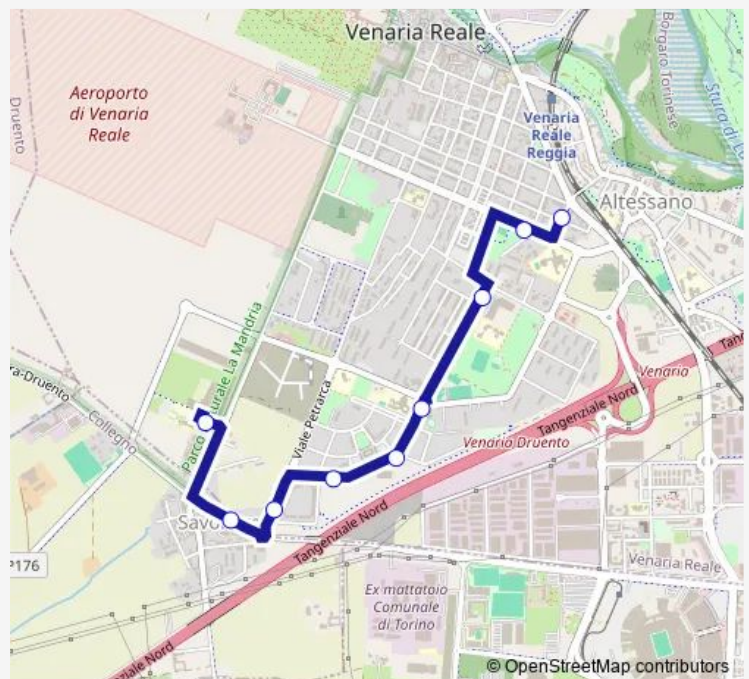 Venaria Reale
Aeroporto
di Venaria
Reale
Druento
Borgaro Torinese
Stura di L
Venaria
Reale
Reggia
Altessano
Parco
urale La Mandria
ra-Druento
Collegno
Viale Petrarca
Venaria
Tangenziale Nord
Tan
Venaria Druento
Savo
Tangenziale Nord
P176
Venaria Reale
Ex mattatoio
Comunale
di Torino
le Nord
© OpenStreetMap contributors